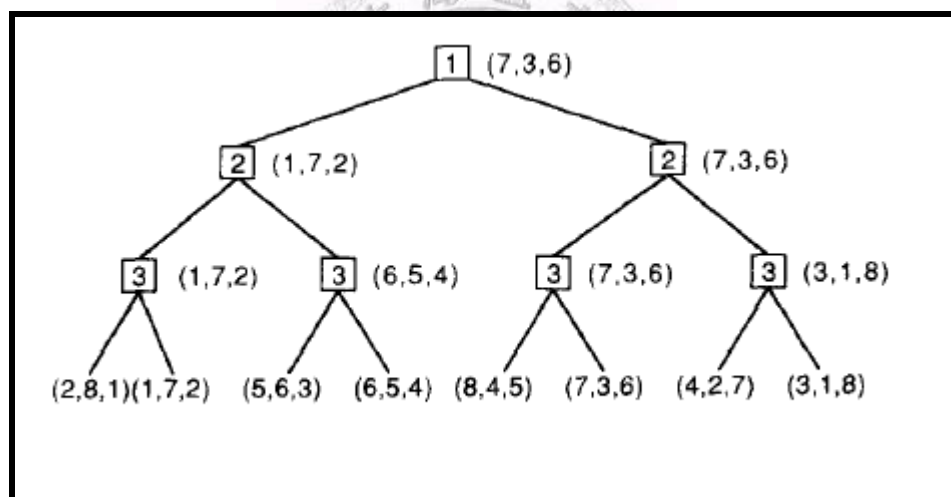 1 (7,3,6)
2 (1,7,2) 2 (7,3,6)
3 (1,7,2) 3 (6,5,4) 3 (7,3,6) 3 (3,1,8)
(2,8,1)(1,7,2) (5,6,3) (6,5,4) (8,4,5) (7,3,6) (4,2,7) (3,1,8)